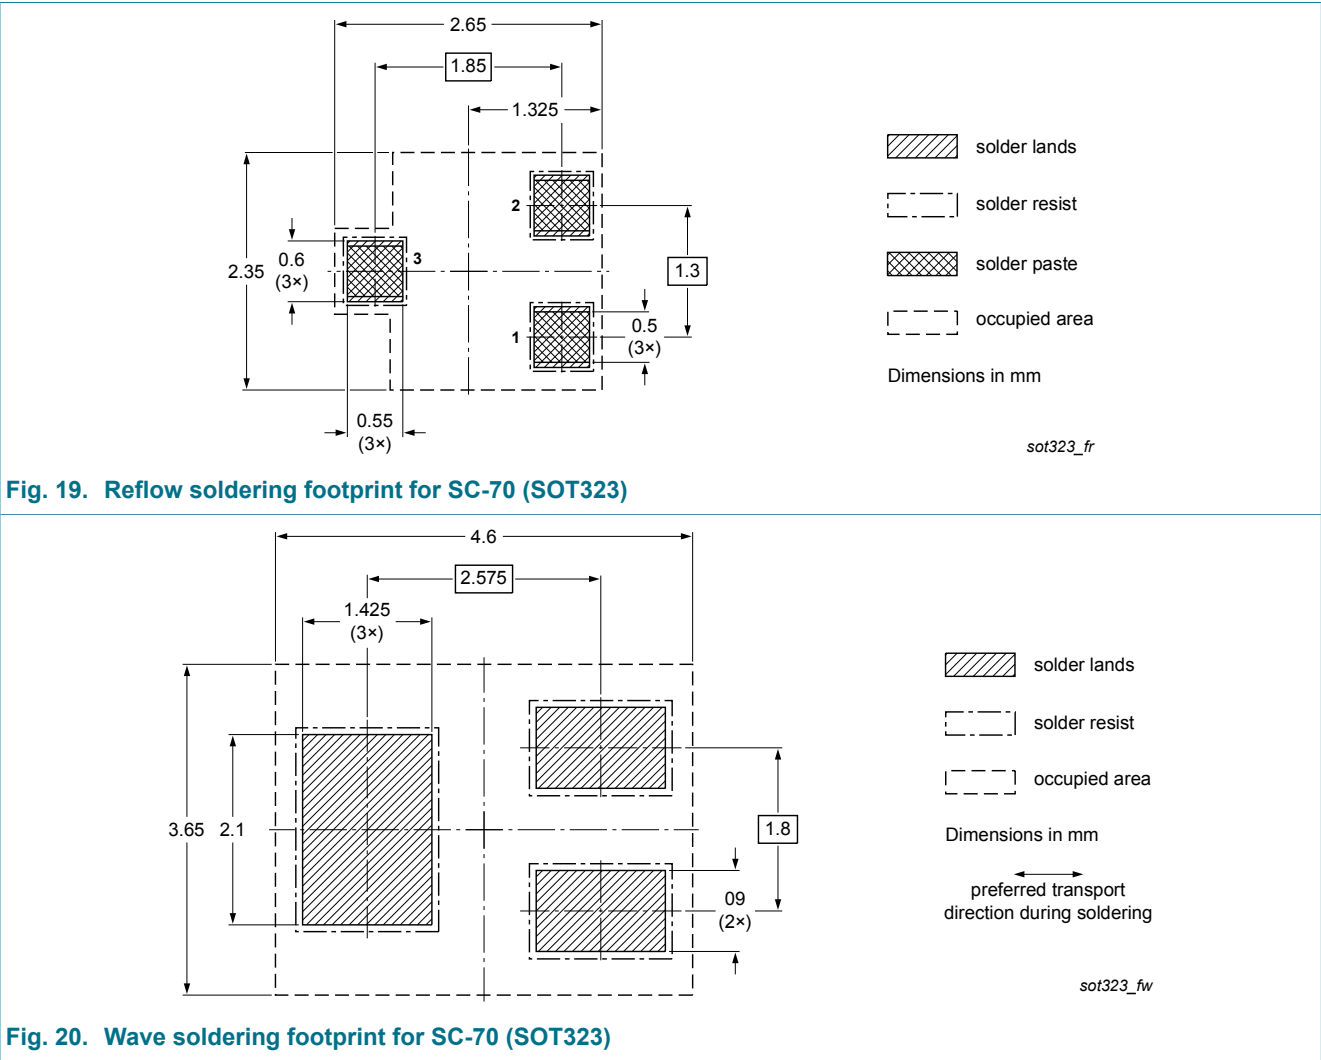 2.65
1.85
1.325
solder lands
solder resist
2
solder paste
3
0.6
(3×)
2.35
1.3
occupied area
1
0.5
(3×)
Dimensions in mm
0.55
(3×)
sot323_fr
Fig. 19. Reflow soldering footprint for SC-70 (SOT323)
4.6
2.575
1.425
(3×)
solder lands
solder resist
occupied area
3.65
2.1
1.8
Dimensions in mm
preferred transport
direction during soldering
09
(2×)
sot323_fw
Fig. 20. Wave soldering footprint for SC-70 (SOT323)